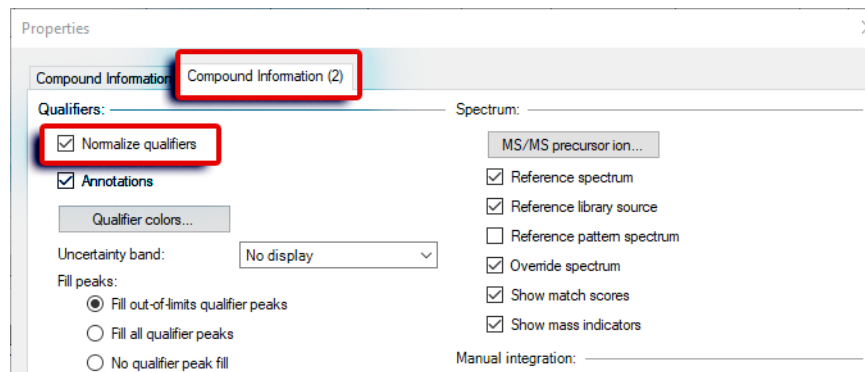 Properties
Compound Information
Compound Information (2)
Qualifiers:
Normalize qualifiers
Annotations
Qualifier colors...
Uncertainty band:
No display
Fill peaks:
Fill out-of-limits qualifier peaks
Fill all qualifier peaks
No qualifier peak fill
Spectrum:
MS/MS precursor ion...
Reference spectrum
Reference library source
Reference pattern spectrum
Override spectrum
Show match scores
Show mass indicators
Manual integration: